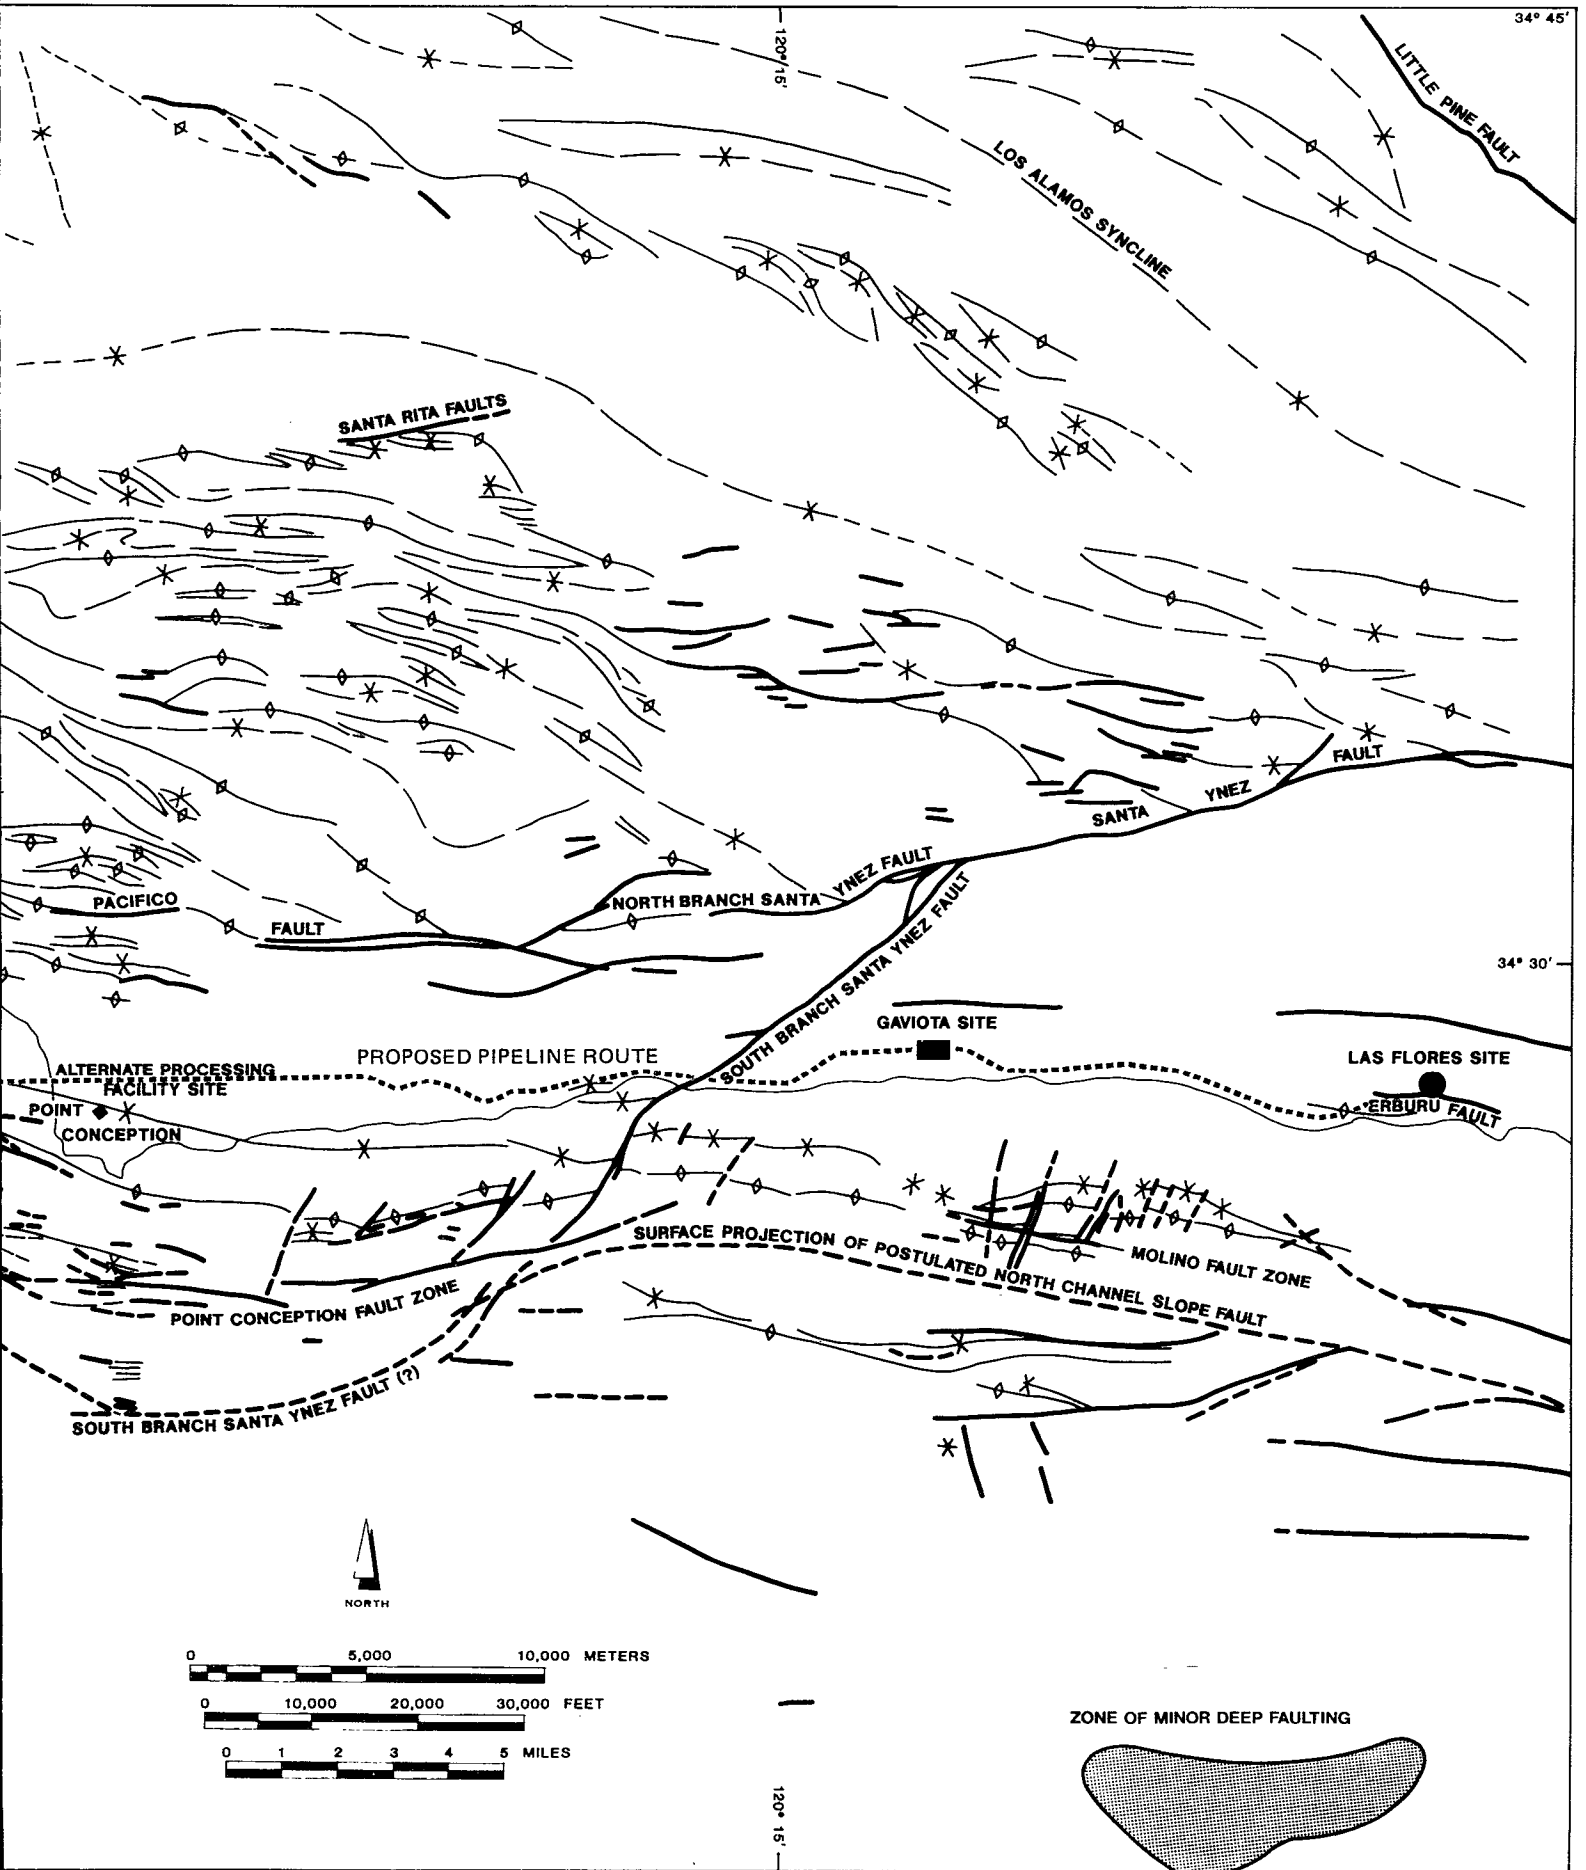 34° 45'
120° 15'
LITTLE PINE FAULT
LOS ALAMOS SYNCLINE
SANTA RITA FAULTS
SANTA YNEZ FAULT
NORTH BRANCH SANTA YNEZ FAULT
PACIFICO FAULT
SOUTH BRANCH SANTA YNEZ FAULT
34° 30'
GAVIOTA SITE
PROPOSED PIPELINE ROUTE
LAS FLORES SITE
ALTERNATE PROCESSING
FACILITY SITE
ERBURU FAULT
POINT
CONCEPTION
SURFACE PROJECTION OF POSTULATED NORTH CHANNEL SLOPE FAULT
MOLINO FAULT ZONE
POINT CONCEPTION FAULT ZONE
SOUTH BRANCH SANTA YNEZ FAULT (?)
NORTH
0 5,000 10,000 METERS
0 10,000 20,000 30,000 FEET
0 1 2 3 4 5 MILES
ZONE OF MINOR DEEP FAULTING
120° 15'